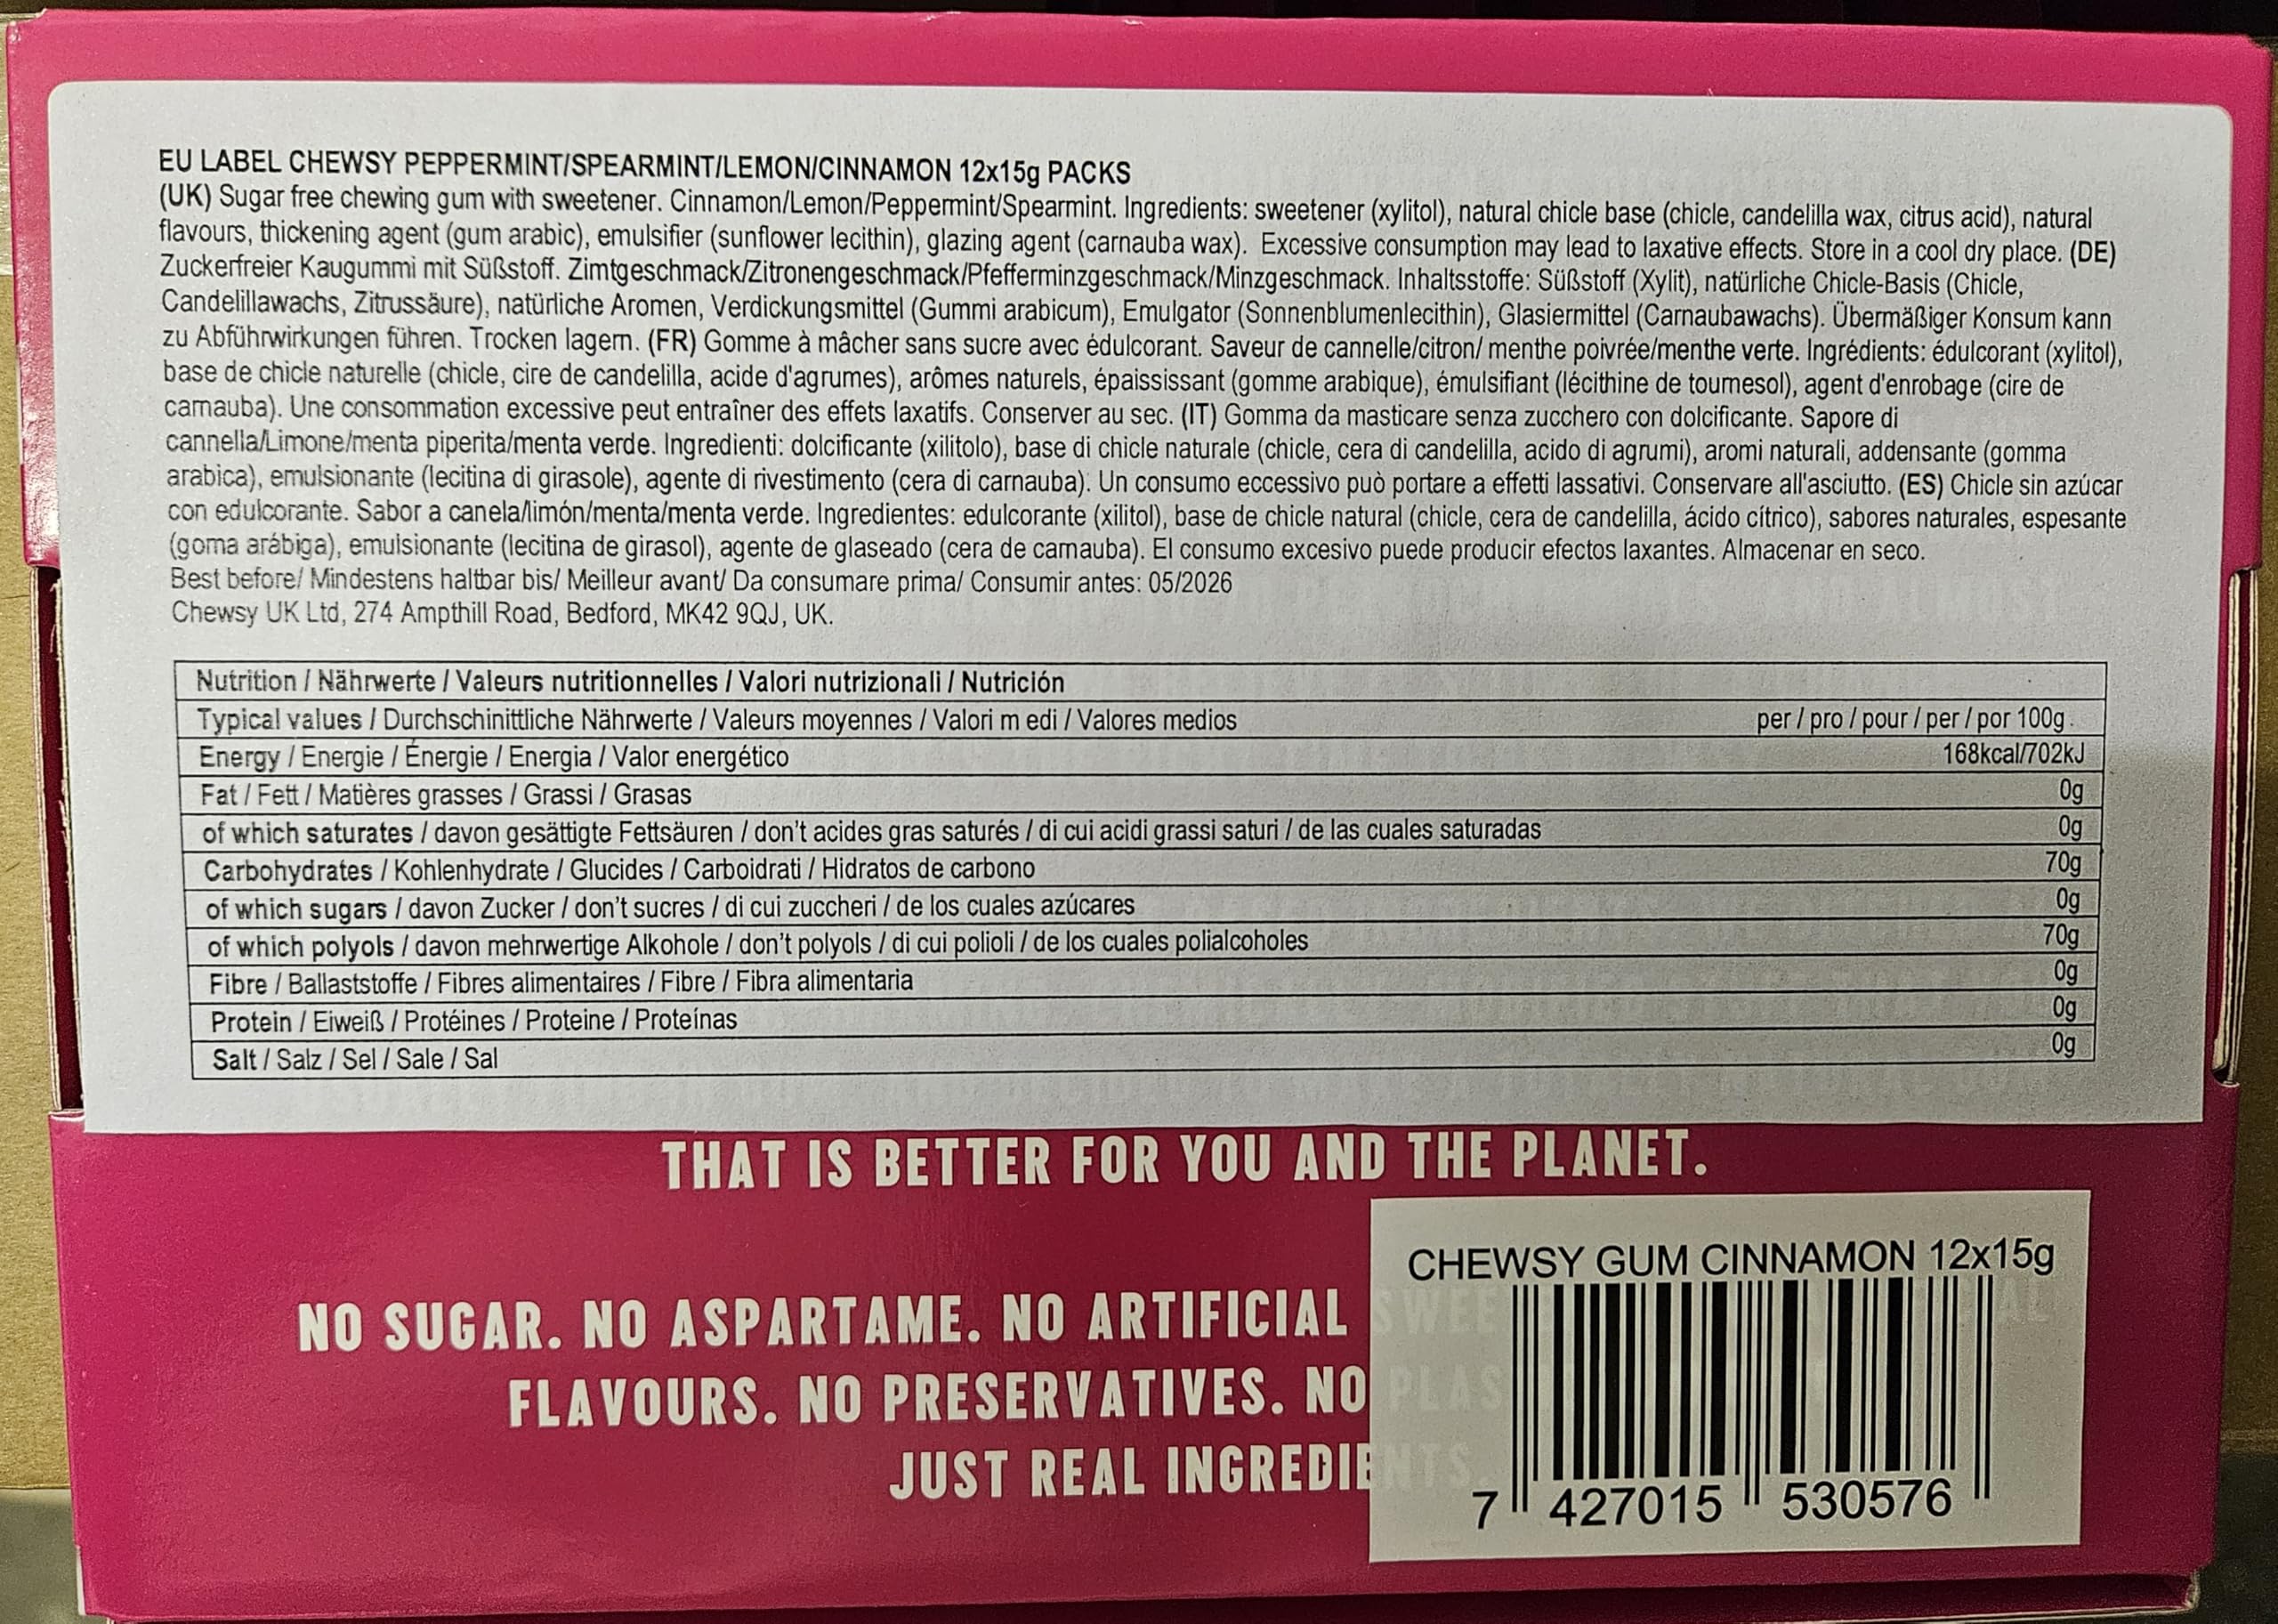 EU LABEL CHEWSY PEPPERMINT/SPEARMINT/LEMON/CINNAMON 12x15g PACKS
(UK) Sugar free chewing gum with sweetener. Cinnamon/Lemon/Peppermint/Spearmint. Ingredients: sweetener (xylitol), natural chicle base (chicle, candelilla wax, citrus acid), natural
flavours, thickening agent (gum arabic), emulsifier (sunflower lecithin), glazing agent (carnauba wax). Excessive consumption may lead to laxative effects. Store in a cool dry place. (DE)
Zuckerfreier Kaugummi mit Süßstoff. Zimtgeschmack/Zitronengeschmack/Pfefferminzgeschmack/Minzgeschmack. Inhaltsstoffe: Süßstoff (Xylit), natürliche Chicle-Basis (Chicle,
Candelillawachs, Zitrussäure), natürliche Aromen, Verdickungsmittel (Gummi arabicum), Emulgator (Sonnenblumenlecithin), Glasiermittel (Carnaubawachs). Übermäßiger Konsum kann
zu Abführwirkungen führen. Trocken lagern. (FR) Gomme à mâcher sans sucre avec édulcorant. Saveur de cannelle/citron/ menthe poivrée/menthe verte. Ingrédients: édulcorant (xylitol),
base de chicle naturelle (chicle, cire de candelilla, acide d'agrumes), arômes naturels, épaississant (gomme arabique), émulsifiant (lécithine de tournesol), agent d'enrobage (cire de
carnauba). Une consommation excessive peut entraîner des effets laxatifs. Conserver au sec. (IT) Gomma da masticare senza zucchero con dolcificante. Sapore di
cannella/Limone/menta piperita/menta verde. Ingredienti: dolcificante (xilitolo), base di chicle naturale (chicle, cera di candelilla, acido di agrumi), aromi naturali, addensante (gomma
arabica), emulsionante (lecitina di girasole), agente di rivestimento (cera di carnauba). Un consumo eccessivo può portare a effetti lassativi. Conservare all'asciutto. (ES) Chicle sin azúcar
con edulcorante. Sabor a canela/limón/menta/menta verde. Ingredientes: edulcorante (xilitol), base de chicle natural (chicle, cera de candelilla, ácido cítrico), sabores naturales, espesante
(goma arábiga), emulsionante (lecitina de girasol), agente de glaseado (cera de carnauba). El consumo excesivo puede producir efectos laxantes. Almacenar en seco.
Best before/ Mindestens haltbar bis/ Meilleur avant/ Da consumare prima/ Consumir antes: 05/2026
Chewsy UK Ltd, 274 Ampthill Road, Bedford, MK42 9QJ, UK.
Nutrition / Nährwerte / Valeurs nutritionnelles / Valori nutrizionali / Nutrición
Typical values / Durchschinittliche Nährwerte / Valeurs moyennes / Valori m edi / Valores medios per / pro / pour / per / por 100g.
Energy / Energie / Énergie / Energia / Valor energético 168kcal/702kJ
Fat / Fett / Matières grasses / Grassi / Grasas 0g
of which saturates / davon gesättigte Fettsäuren / don't acides gras saturés / di cui acidi grassi saturi / de las cuales saturadas 0g
Carbohydrates / Kohlenhydrate / Glucides / Carboidrati / Hidratos de carbono 70g
of which sugars / davon Zucker / don't sucres / di cui zuccheri / de los cuales azúcares 0g
of which polyols / davon mehrwertige Alkohole / don't polyols / di cui polioli / de los cuales polialcoholes 70g
Fibre / Ballaststoffe / Fibres alimentaires / Fibre / Fibra alimentaria 0g
Protein / Eiweiß / Protéines / Proteine / Proteínas 0g
Salt / Salz / Sel / Sale / Sal 0g
THAT IS BETTER FOR YOU AND THE PLANET.
NO SUGAR. NO ASPARTAME. NO ARTIFICIAL
FLAVOURS. NO PRESERVATIVES. NO
JUST REAL INGREDIENTS.
CHEWSY GUM CINNAMON 12x15g
7 427015 530576